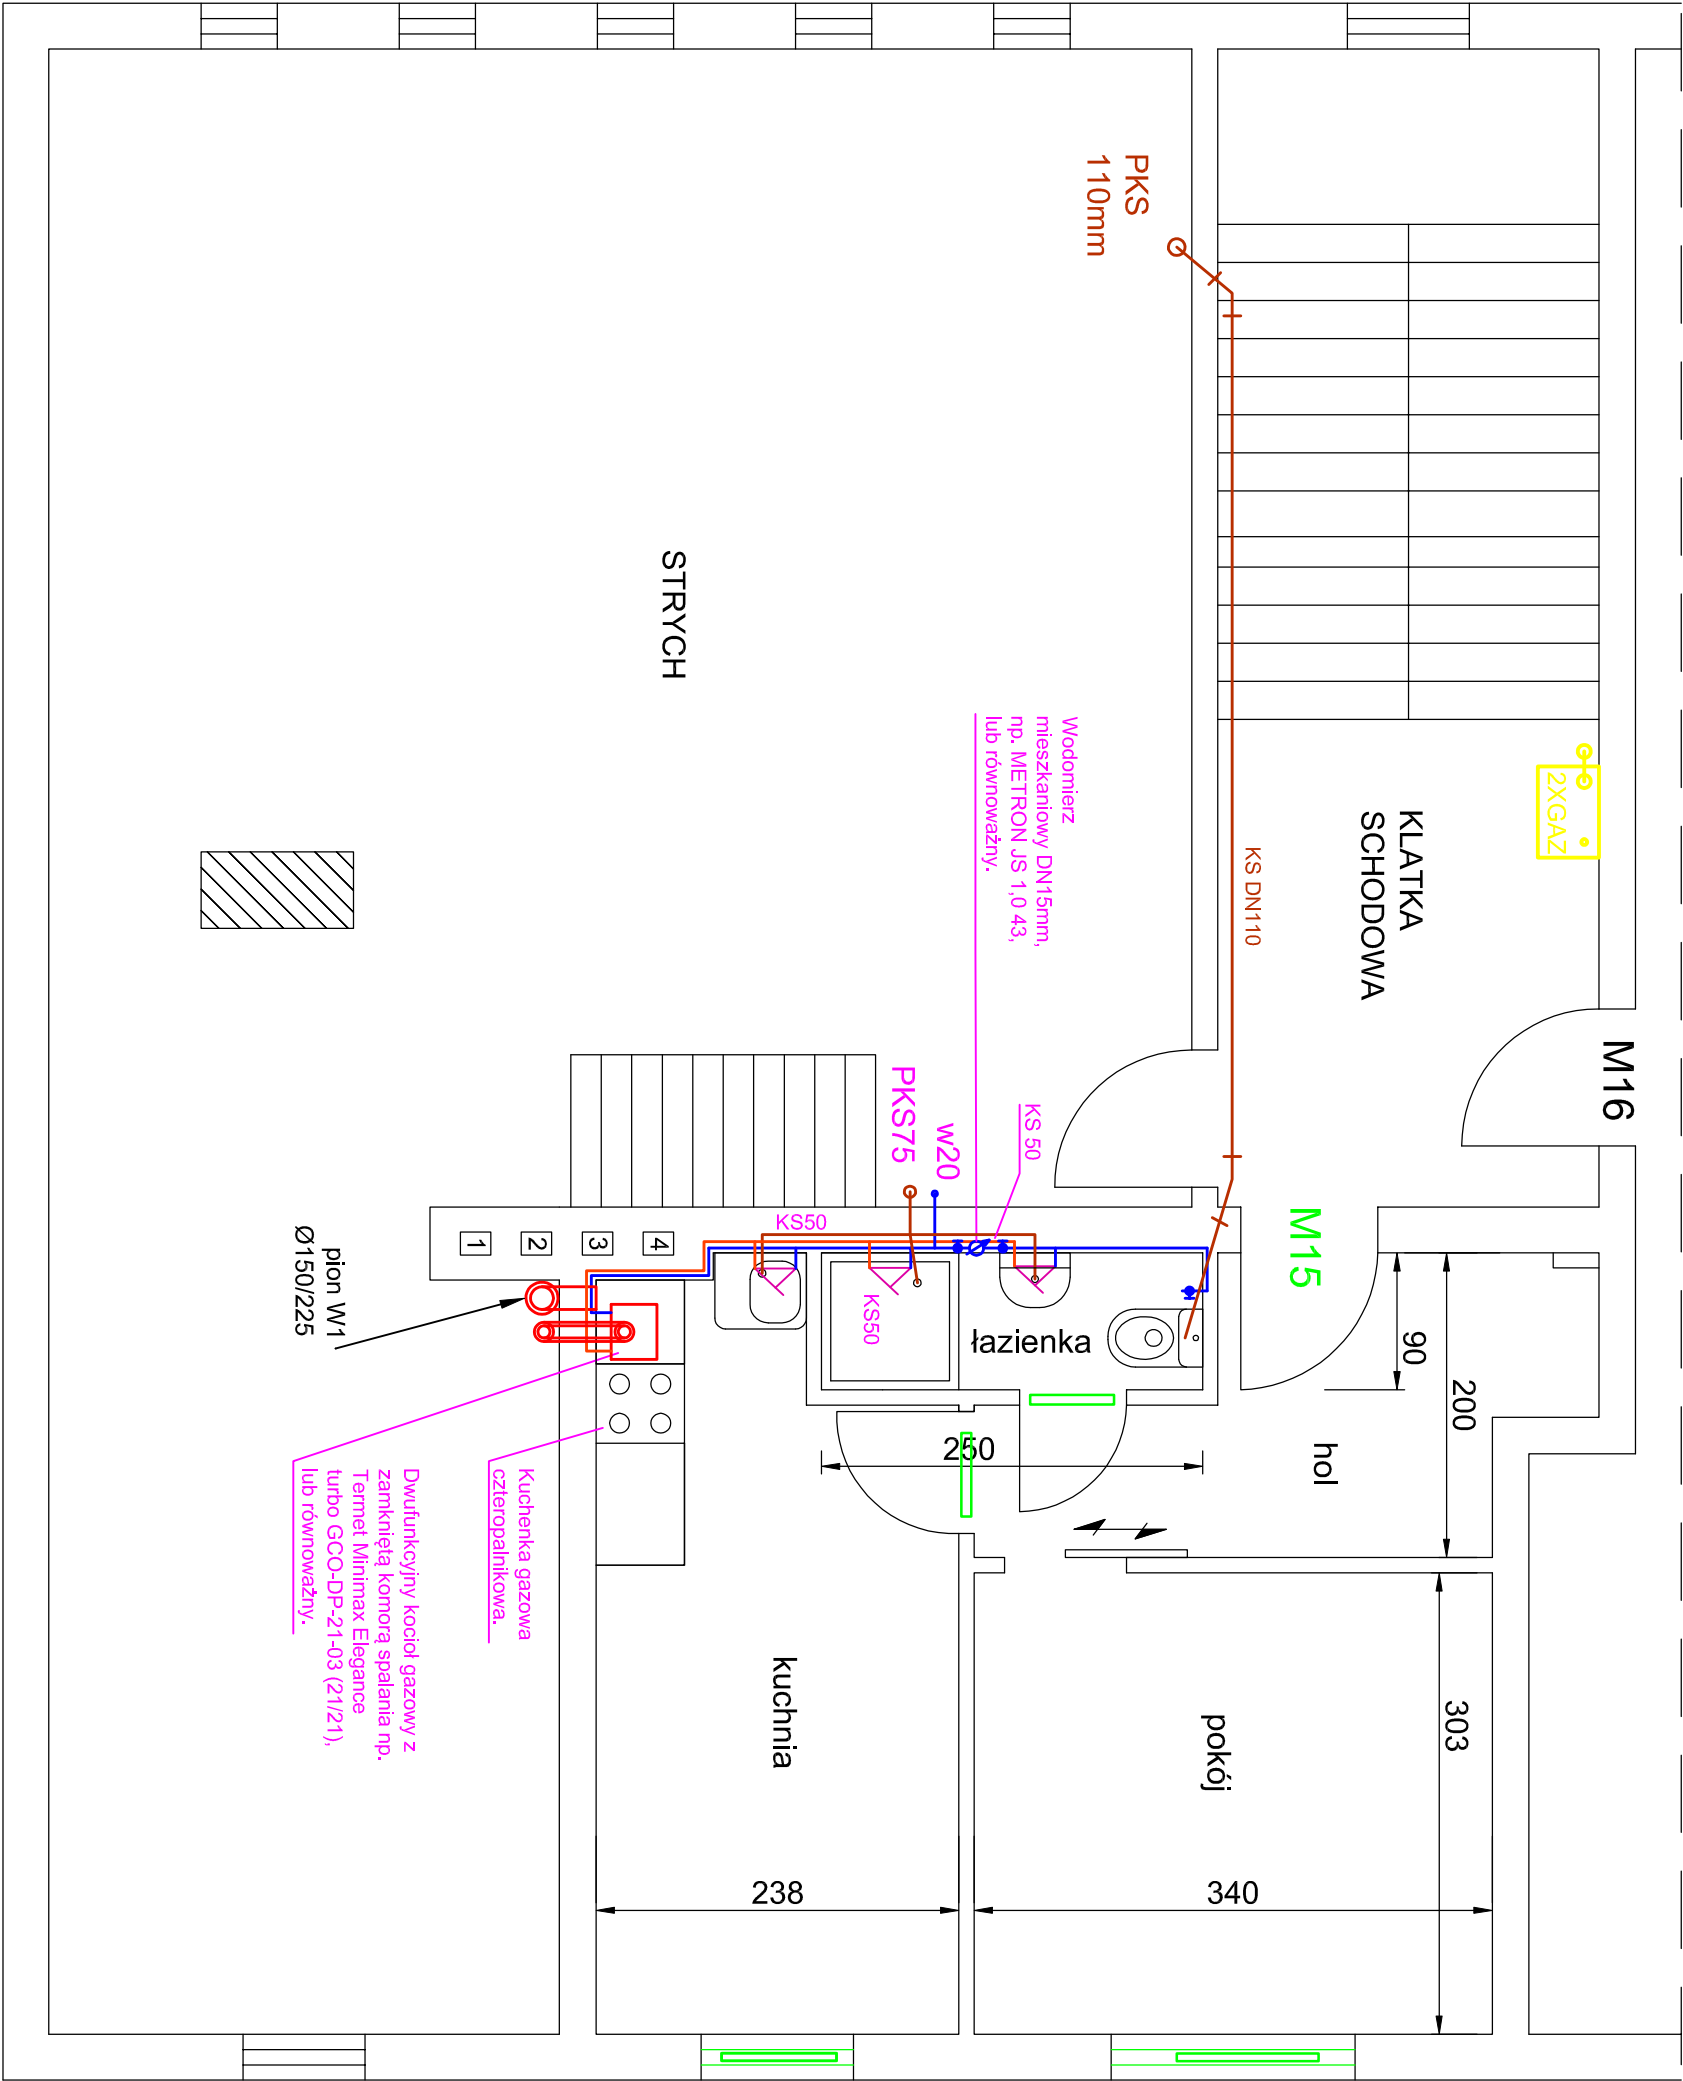 PKS
110mm
STRYCH
KLATKA
SCHODOWA
2XGAZ
KS DN110
Wodomierz
mieszkaniowy DN15mm,
np. METRON JS 1,0 43,
lub równoważny.
M16
M15
KS 50
w20
PKS75
KS50
KS50
1
2
3
4
pion W1
Ø150/225
łazienka
90
200
hol
250
Kuchenka gazowa
czteropalnikowa.
Dwufunkcyjny kocioł gazowy z
zamkniętą komorą spalania np.
Termet Minimax Elegance
turbo GCO-DP-21-03 (21/21),
lub równoważny.
kuchnia
pokój
303
238
340